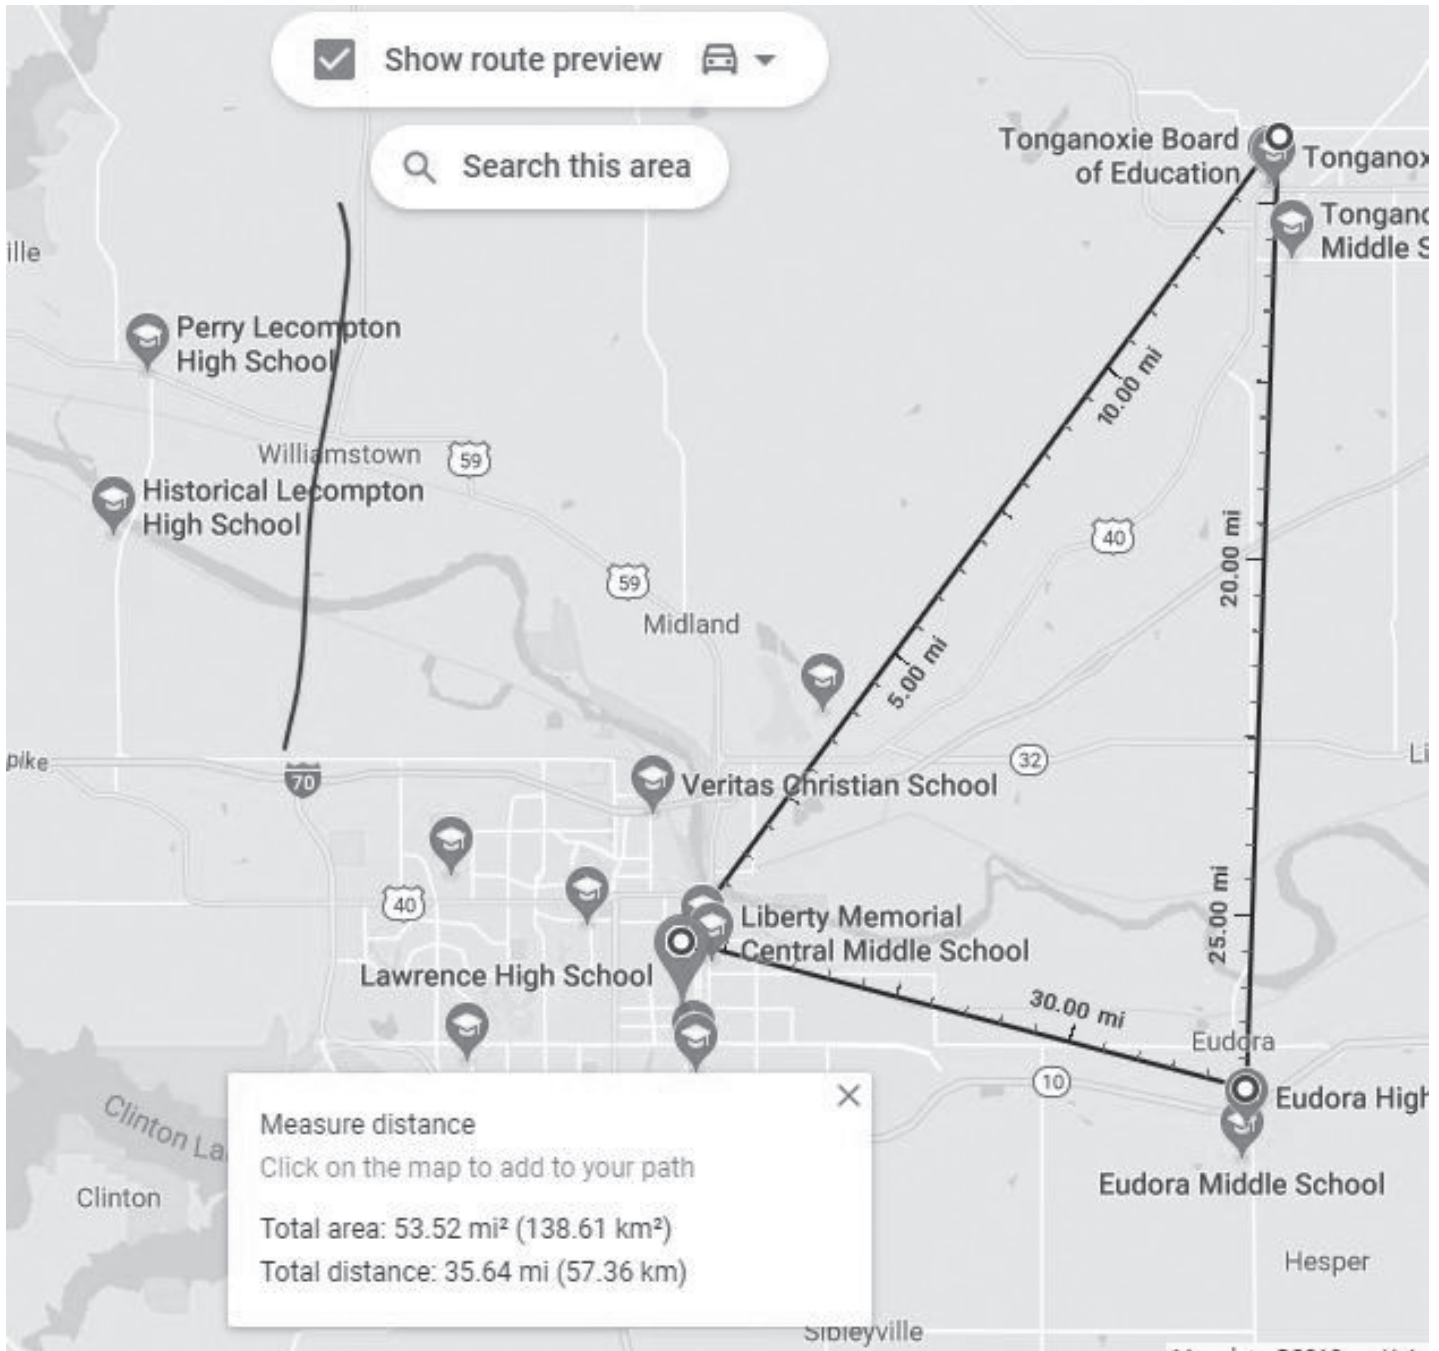 Show route preview
Search this area
Tonganoxie Board
of Education
Tonganox
Tongano
Middle S
ille
Perry Lecompton
High School
10.00 mi
Williamstown
59
Historical Lecompton
High School
40
20.00 mi
59
Midland
5.00 mi
pike
70
32
Li
Veritas Christian School
40
25.00 mi
Liberty Memorial
Central Middle School
Lawrence High School
30.00 mi
Eudora
10
Eudora High
Eudora Middle School
Clinton La
Clinton
Measure distance
Click on the map to add to your path
Total area: 53.52 mi² (138.61 km²)
Total distance: 35.64 mi (57.36 km)
Hesper
Sibleyville